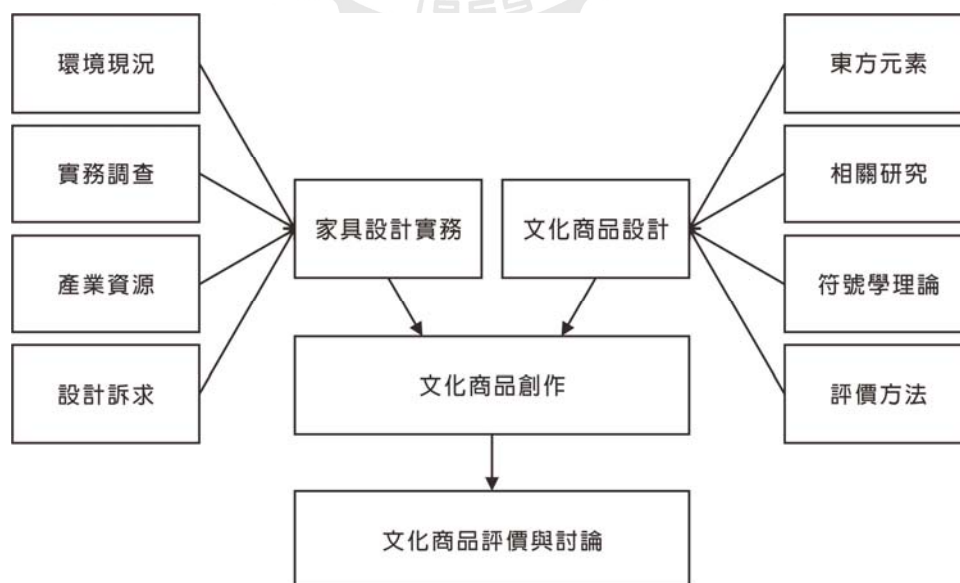 環境現況
東方元素
實務調查
相關研究
家具設計實務
文化商品設計
產業資源
符號學理論
設計訴求
評價方法
文化商品創作
文化商品評價與討論